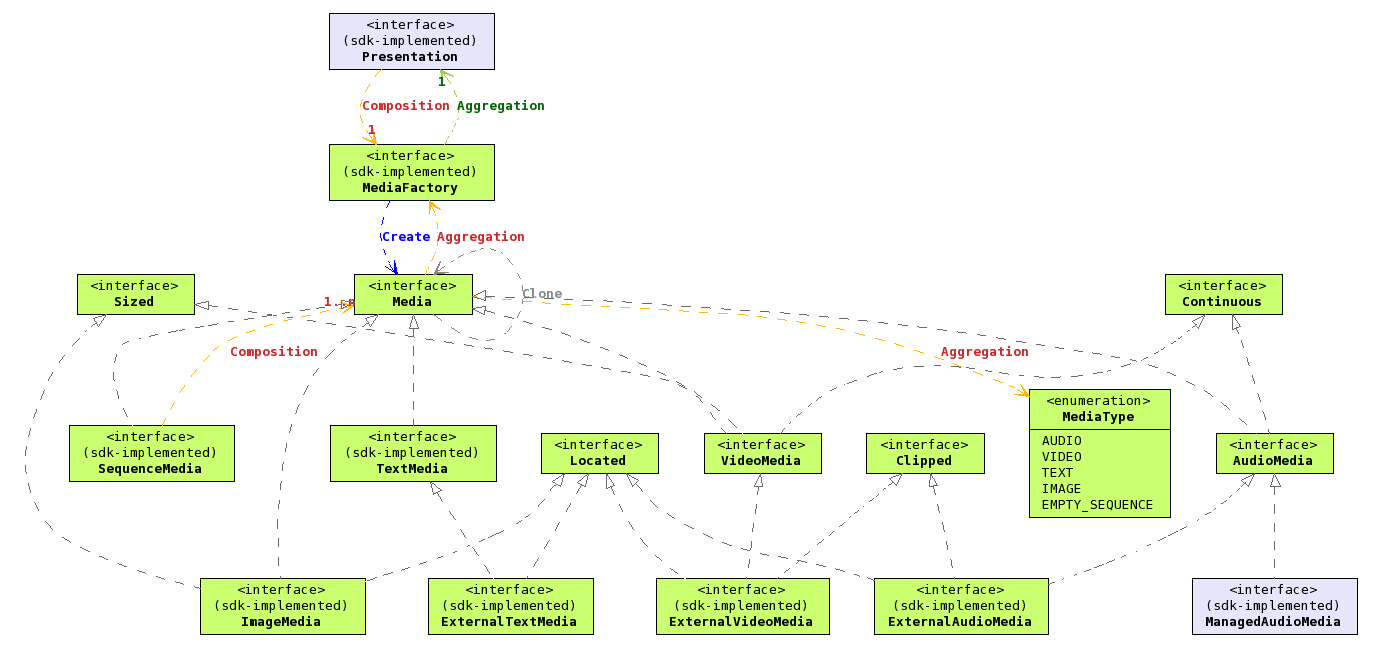 <interface>
(sdk-implemented)
Presentation
1
Composition
Aggregation
1
<interface>
(sdk-implemented)
MediaFactory
Create
Aggregation
<interface>
Sized
1..n
<interface>
Media
Clone
<interface>
Continuous
Composition
Aggregation
<enumeration>
MediaType
AUDIO
VIDEO
TEXT
IMAGE
EMPTY_SEQUENCE
<interface>
(sdk-implemented)
SequenceMedia
<interface>
(sdk-implemented)
TextMedia
<interface>
Located
<interface>
VideoMedia
<interface>
Clipped
<interface>
AudioMedia
<interface>
(sdk-implemented)
ImageMedia
<interface>
(sdk-implemented)
ExternalTextMedia
<interface>
(sdk-implemented)
ExternalVideoMedia
<interface>
(sdk-implemented)
ExternalAudioMedia
<interface>
(sdk-implemented)
ManagedAudioMedia